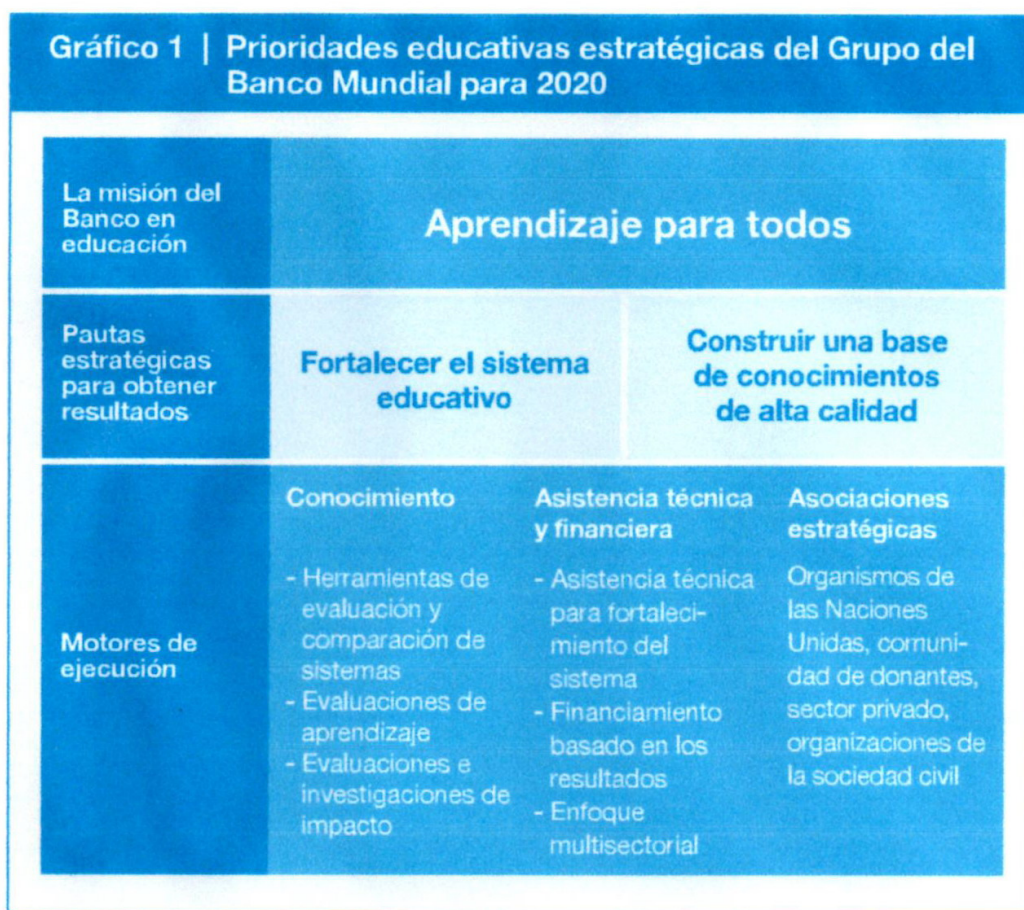 Gráfico 1 | Prioridades educativas estratégicas del Grupo del
Banco Mundial para 2020
La misión del
Banco en
educación
Aprendizaje para todos
Pautas
estratégicas
para obtener
resultados
Fortalecer el sistema
educativo
Construir una base
de conocimientos
de alta calidad
Motores de
ejecución
Conocimiento
- Herramientas de
evaluación y
comparación de
sistemas
- Evaluaciones de
aprendizaje
- Evaluaciones e
investigaciones de
impacto
Asistencia técnica
y financiera
- Asistencia técnica
para fortaleci-
miento del
sistema
- Financiamiento
basado en los
resultados
- Enfoque
multisectorial
Asociaciones
estratégicas
Organismos de
las Naciones
Unidas, comuni-
dad de donantes,
sector privado,
organizaciones de
la sociedad civil